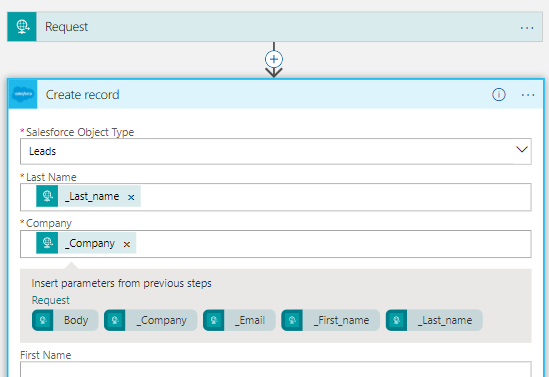 Request
Create record
*Salesforce Object Type
Leads
*Last Name
_Last_name x
*Company
_Company x
Insert parameters from previous steps
Request
Body _Company _Email _First_name _Last_name
First Name